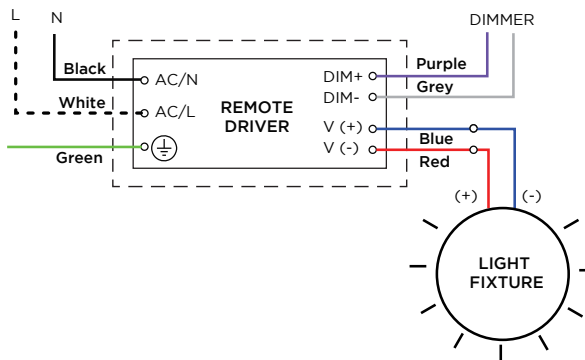 L N
DIMMER
Black
AC/N
DIM+
Purple
White
AC/L
REMOTE
DRIVER
DIM-
Grey
V (+)
Blue
Green
V (-)
Red
(+) (-)
LIGHT
FIXTURE